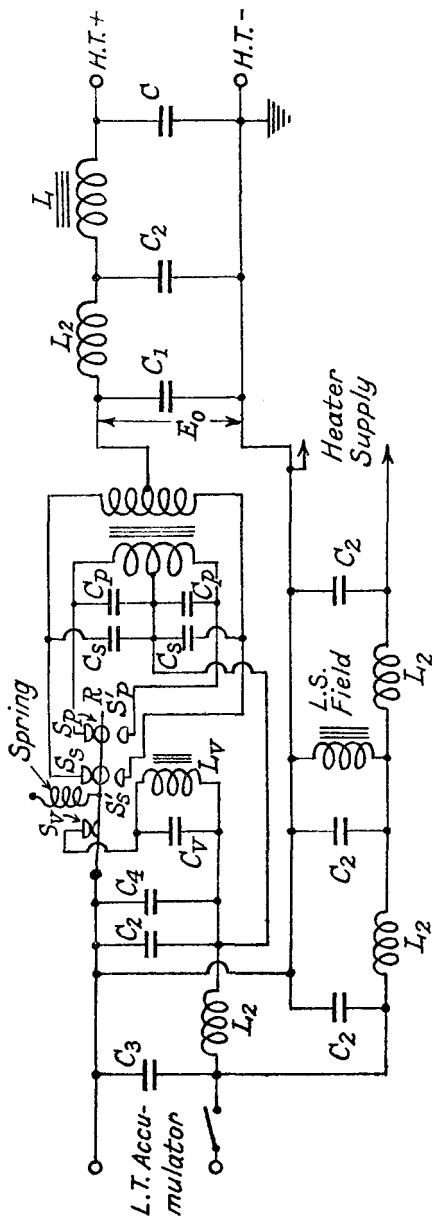 L.T. Accu-
mulator
C3
L2
C2
C4
CV
LV
SV
Spring
SS
S'S
SP
S'P
R
CS
CS
CP
CP
E0
C1
L2
C2
L
C
H.T.+
H.T.-
C2
L2
C2
L.S.
Field
L2
C2
Heater
Supply